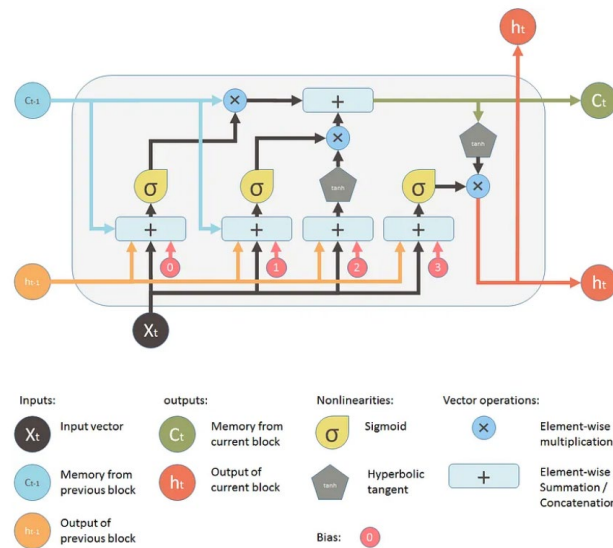 ht
Ct-1
×
+
Ct
tanh
×
tanh
σ
σ
σ
×
+
+
+
+
0
1
2
3
ht-1
ht
Xt
Inputs:
outputs:
Nonlinearities:
Vector operations:
Xt
Input vector
Ct
Memory from
current block
σ
Sigmoid
×
Element-wise
multiplication
Ct-1
Memory from
previous block
ht
Output of
current block
tanh
Hyperbolic
tangent
+
Element-wise
Summation /
Concatenation
ht-1
Output of
previous block
Bias:
0